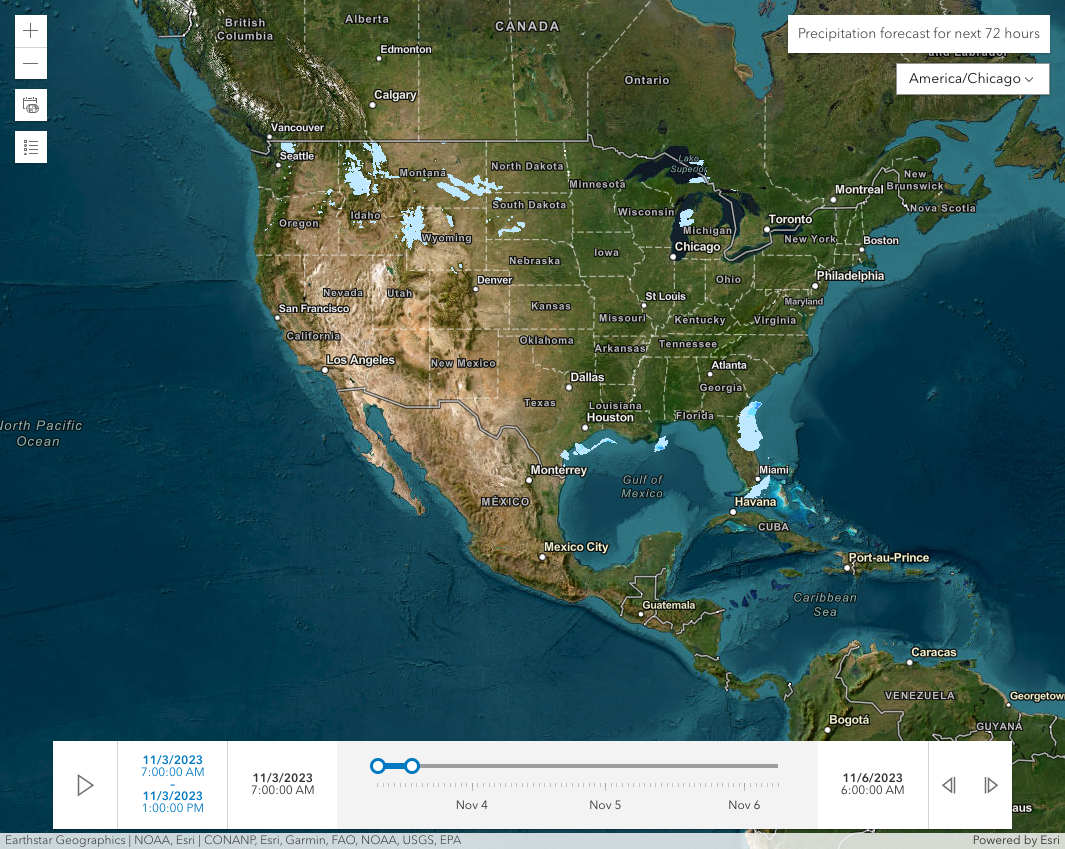 British
Columbia
Alberta
CANADA
Edmonton
Ontario
Calgary
Vancouver
Seattle
Precipitation forecast for next 72 hours
and Labrador
America/Chicago
Lake
Superior
Montana
North Dakota
Minnesota
South Dakota
Wisconsin
Michigan
Idaho
Oregon
Wyoming
Montreal
New
Brunswick
Nova Scotia
Toronto
New York
Boston
Chicago
Iowa
Nebraska
Ohio
Philadelphia
Maryland
Denver
Nevada
Utah
San Francisco
California
Kansas
St Louis
Missouri
Kentucky
Virginia
Oklahoma
Arkansas
Tennessee
Los Angeles
New Mexico
Atlanta
Georgia
Dallas
Texas
Louisiana
Houston
Florida
North Pacific
Ocean
Monterrey
Gulf of
Mexico
Miami
MÉXICO
Havana
CUBA
Mexico City
Port-au-Prince
Caribbean
Sea
Guatemala
Caracas
VENEZUELA
Georgetown
Bogotá
GUYANA
aus
11/3/2023
7:00:00 AM
-
11/3/2023
1:00:00 PM
11/3/2023
7:00:00 AM
Nov 4
Nov 5
Nov 6
11/6/2023
6:00:00 AM
Earthstar Geographics | NOAA, Esri | CONANP, Esri, Garmin, FAO, NOAA, USGS, EPA
Powered by Esri